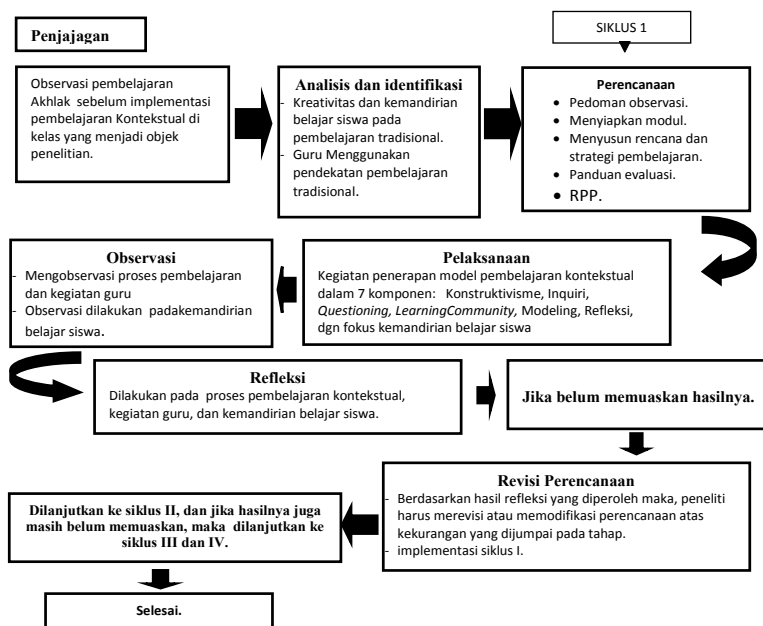 Penjajagan
SIKLUS 1
Observasi pembelajaran
Akhlak sebelum implementasi
pembelajaran Kontekstual di
kelas yang menjadi objek
penelitian.
Analisis dan identifikasi
- Kreativitas dan kemandirian
belajar siswa pada
pembelajaran tradisional.
- Guru Menggunakan
pendekatan pembelajaran
tradisional.
Perencanaan
• Pedoman observasi.
• Menyiapkan modul.
• Menyusun rencana dan
strategi pembelajaran.
• Panduan evaluasi.
• RPP.
Pelaksanaan
Kegiatan penerapan model pembelajaran kontekstual
dalam 7 komponen: Konstruktivisme, Inquiri,
Questioning, LearningCommunity, Modeling, Refleksi,
dgn fokus kemandirian belajar siswa
Observasi
- Mengobservasi proses pembelajaran
dan kegiatan guru
- Observasi dilakukan padakemandirian
belajar siswa.
Refleksi
Dilakukan pada proses pembelajaran kontekstual,
kegiatan guru, dan kemandirian belajar siswa.
Jika belum memuaskan hasilnya.
Revisi Perencanaan
- Berdasarkan hasil refleksi yang diperoleh maka, peneliti
harus merevisi atau memodifikasi perencanaan atas
kekurangan yang dijumpai pada tahap.
- implementasi siklus I.
Dilanjutkan ke siklus II, dan jika hasilnya juga
masih belum memuaskan, maka dilanjutkan ke
siklus III dan IV.
Selesai.